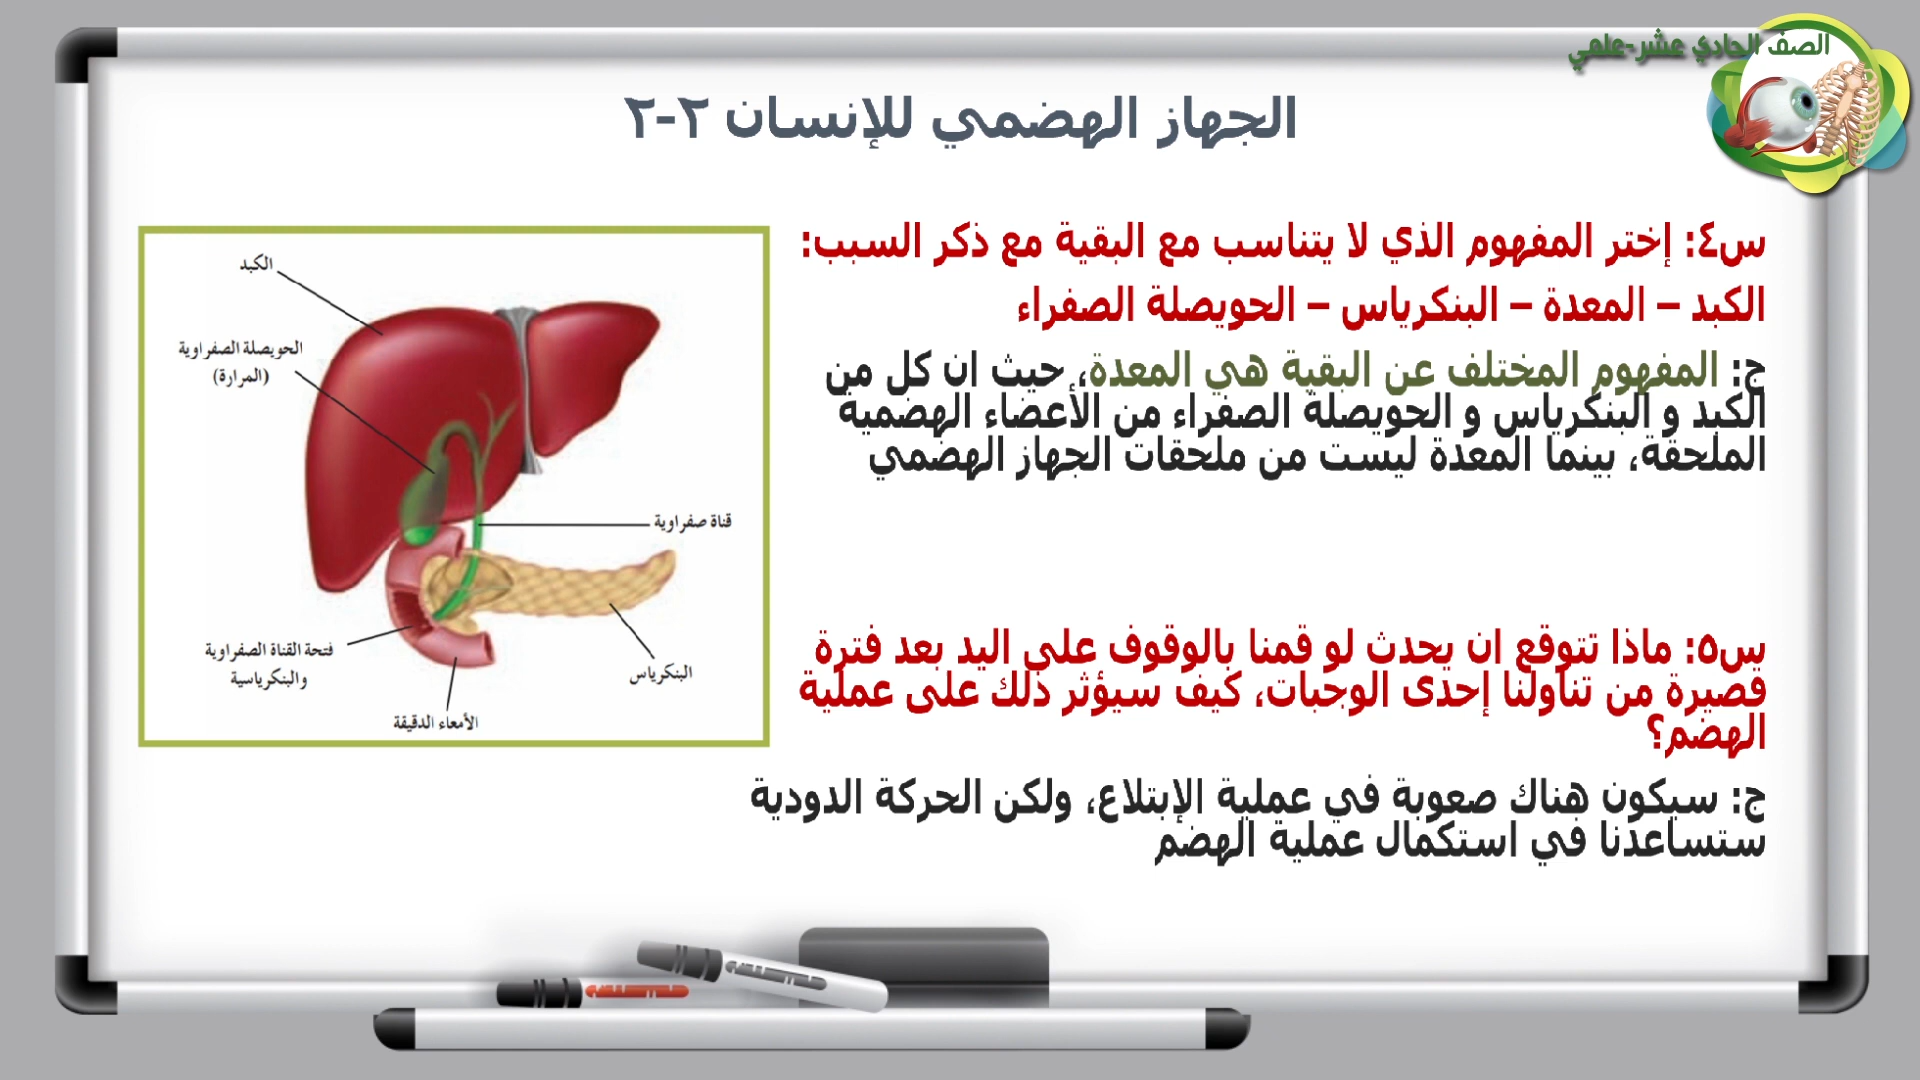 الصف الحادي عشر-علمي
الجهاز الهضمي للإنسان ٢-٢
س٤: إختر المفهوم الذي لا يتناسب مع البقية مع ذكر السبب:
الكبد – المعدة – البنكرياس – الحويصلة الصفراء
ج: المفهوم المختلف عن البقية هي المعدة، حيث ان كل من
الكبد و البنكرياس و الحويصلة الصفراء من الأعضاء الهضمية
الملحقة، بينما المعدة ليست من ملحقات الجهاز الهضمي
س٥: ماذا تتوقع ان يحدث لو قمنا بالوقوف على اليد بعد فترة
قصيرة من تناولنا إحدى الوجبات، كيف سيؤثر ذلك على عملية
الهضم؟
ج: سيكون هناك صعوبة في عملية الإبتلاع، ولكن الحركة الدودية
ستساعدنا في استكمال عملية الهضم
الكبد
الحويصلة الصفراوية
(المرارة)
قناة صفراوية
فتحة القناة الصفراوية
والبنكرياسية
البنكرياس
الأمعاء الدقيقة